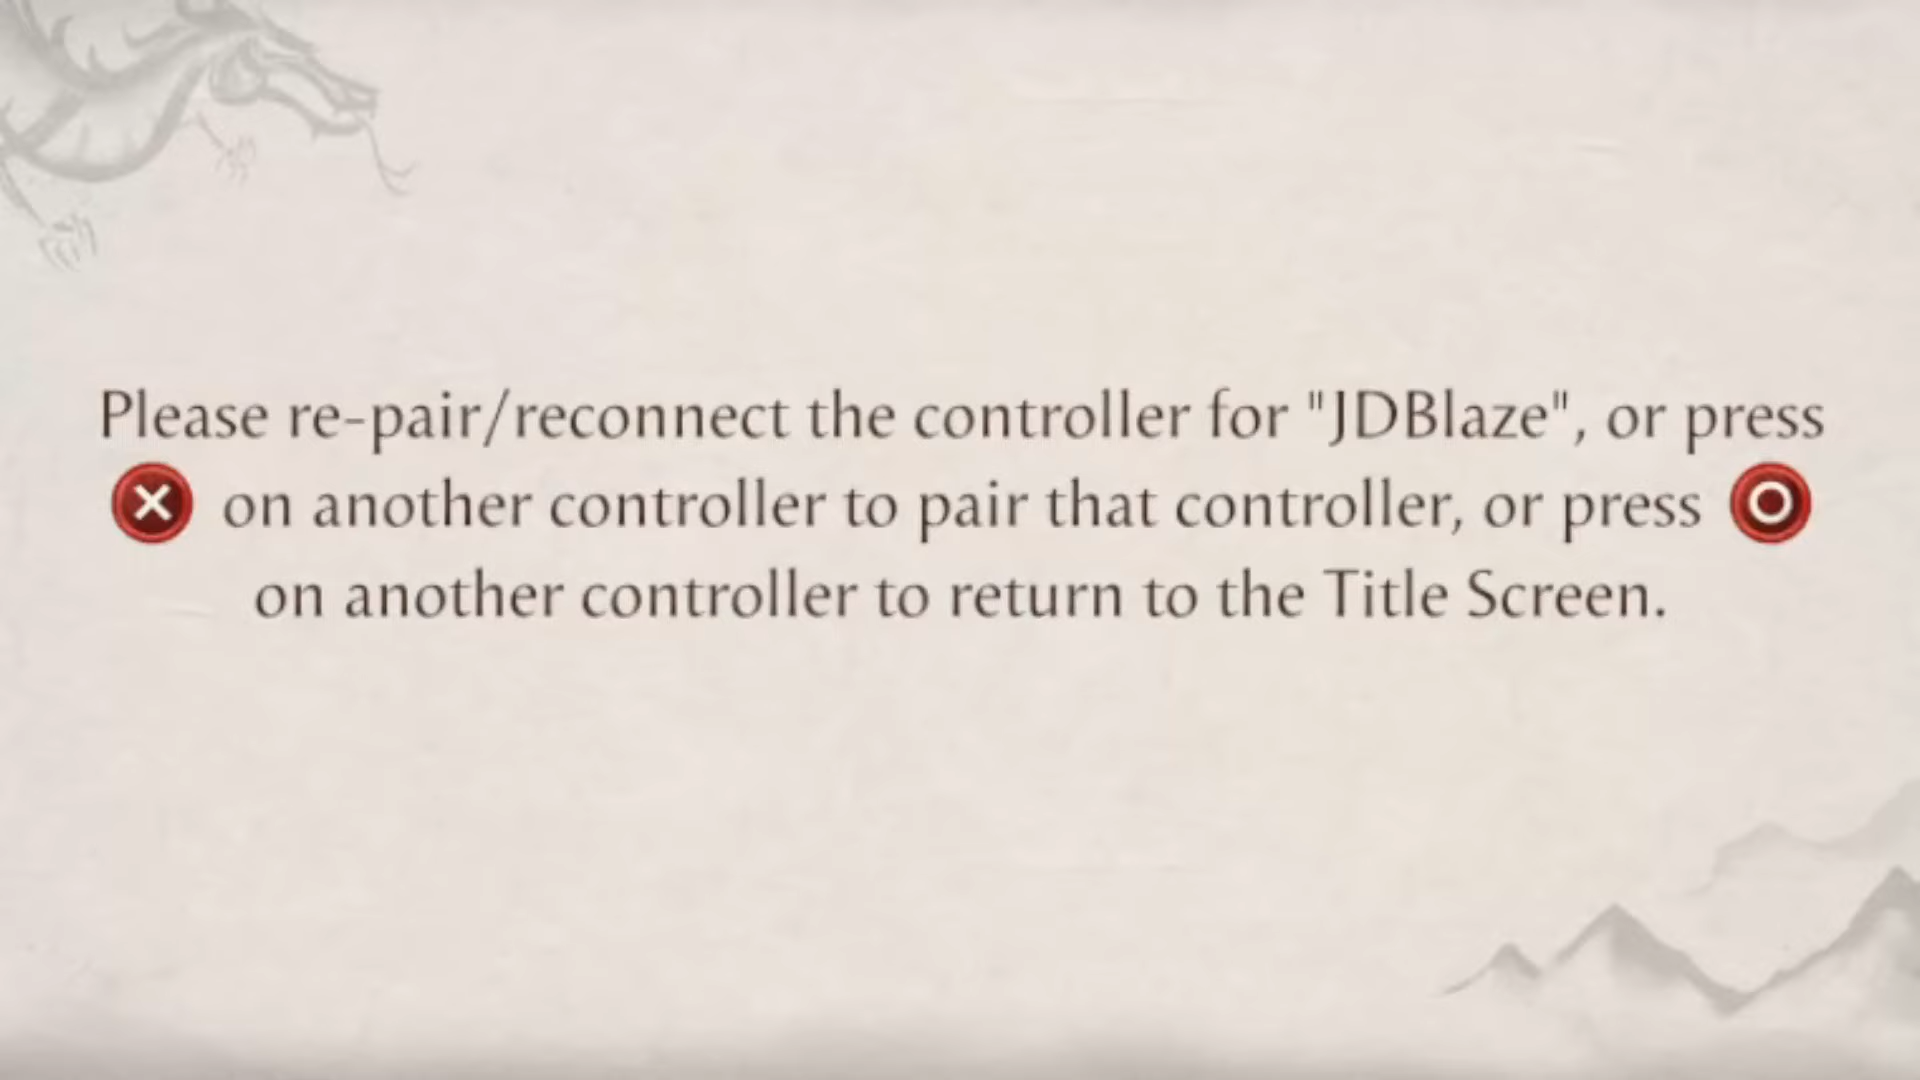 Please re-pair/reconnect the controller for "JDBlaze", or press
on another controller to pair that controller, or press
on another controller to return to the Title Screen.